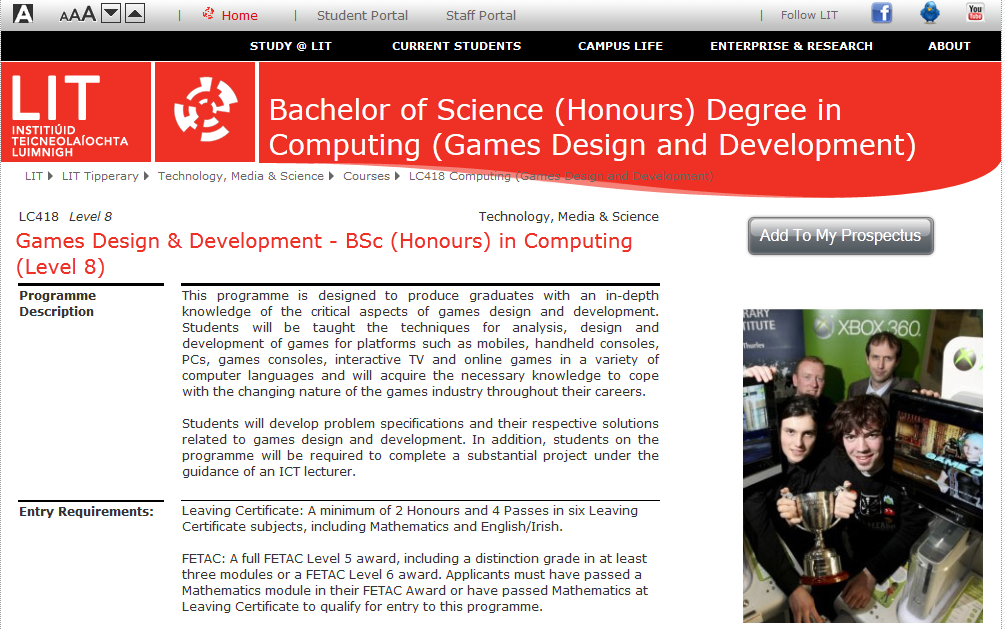 A AAA Home Student Portal Staff Portal Follow LIT f You Tube
STUDY @ LIT CURRENT STUDENTS CAMPUS LIFE ENTERPRISE & RESEARCH ABOUT
LIT
INSTITIÚID
TEICNEOLAÍOCHTA
LUIMNIGH
Bachelor of Science (Honours) Degree in
Computing (Games Design and Development)
LIT LIT Tipperary Technology, Media & Science Courses LC418 Computing (Games Design and Development)
LC418 Level 8 Technology, Media & Science
Games Design & Development - BSc (Honours) in Computing
(Level 8)
Add To My Prospectus
Programme
Description
This programme is designed to produce graduates with an in-depth
knowledge of the critical aspects of games design and development.
Students will be taught the techniques for analysis, design and
development of games for platforms such as mobiles, handheld consoles,
PCs, games consoles, interactive TV and online games in a variety of
computer languages and will acquire the necessary knowledge to cope
with the changing nature of the games industry throughout their careers.
Students will develop problem specifications and their respective solutions
related to games design and development. In addition, students on the
programme will be required to complete a substantial project under the
guidance of an ICT lecturer.
Entry Requirements:
Leaving Certificate: A minimum of 2 Honours and 4 Passes in six Leaving
Certificate subjects, including Mathematics and English/Irish.
FETAC: A full FETAC Level 5 award, including a distinction grade in at least
three modules or a FETAC Level 6 award. Applicants must have passed a
Mathematics module in their FETAC Award or have passed Mathematics at
Leaving Certificate to qualify for entry to this programme.
RARY
TITUTE
Thurles
XBOX 360
GAME O